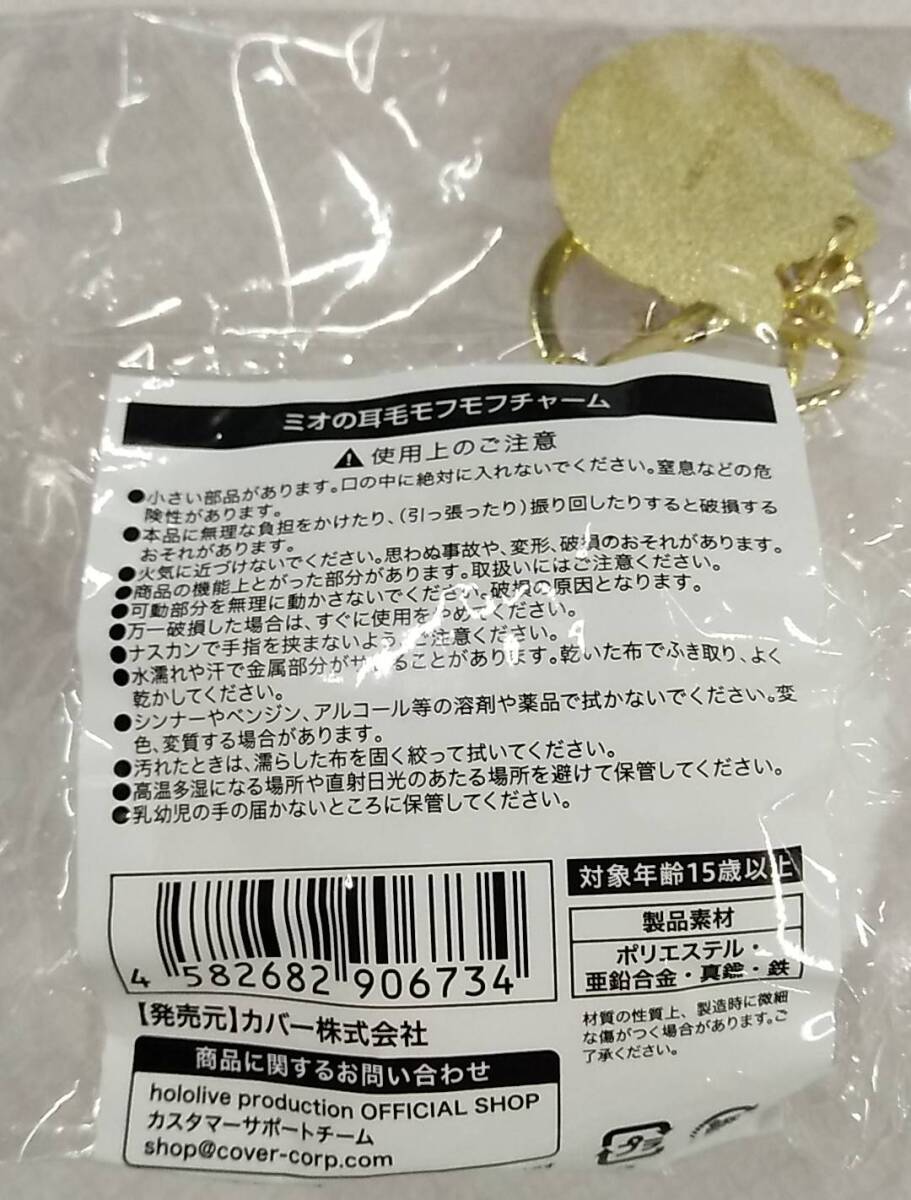 ミオの耳毛モフモフチャーム
使用上のご注意
●小さい部品があります。口の中に絶対に入れないでください。窒息などの危
険性があります。
●本品に無理な負担をかけたり、(引っ張ったり)振り回したりすると破損する
おそれがあります。
●火気に近づけないでください。思わぬ事故や、変形、破損のおそれがあります。
●商品の機能上とがった部分があります。取扱いにはご注意ください。
●可動部分を無理に動かさないでください。破損の原因となります。
●万一破損した場合は、すぐに使用をやめてください。
●ナスカンで手指を挟まないよう、ご注意ください。
●水濡れや汗で金属部分がサビることがあります。乾いた布でふき取り、よく
乾かしてください。
●シンナーやベンジン、アルコール等の溶剤や薬品で拭かないでください。変
色、変質する場合があります。
●汚れたときは、濡らした布を固く絞って拭いてください。
●高温多湿になる場所や直射日光のあたる場所を避けて保管してください。
●乳幼児の手の届かないところに保管してください。
対象年齢15歳以上
製品素材
ポリエステル・
亜鉛合金・真鍮・鉄
材質の性質上、製造時に微細
な傷がつく場合があります。ご
了承ください。
4 582682 906734
【発売元】カバー株式会社
商品に関するお問い合わせ
hololive production OFFICIAL SHOP
カスタマーサポートチーム
shop@cover-corp.com
プラ